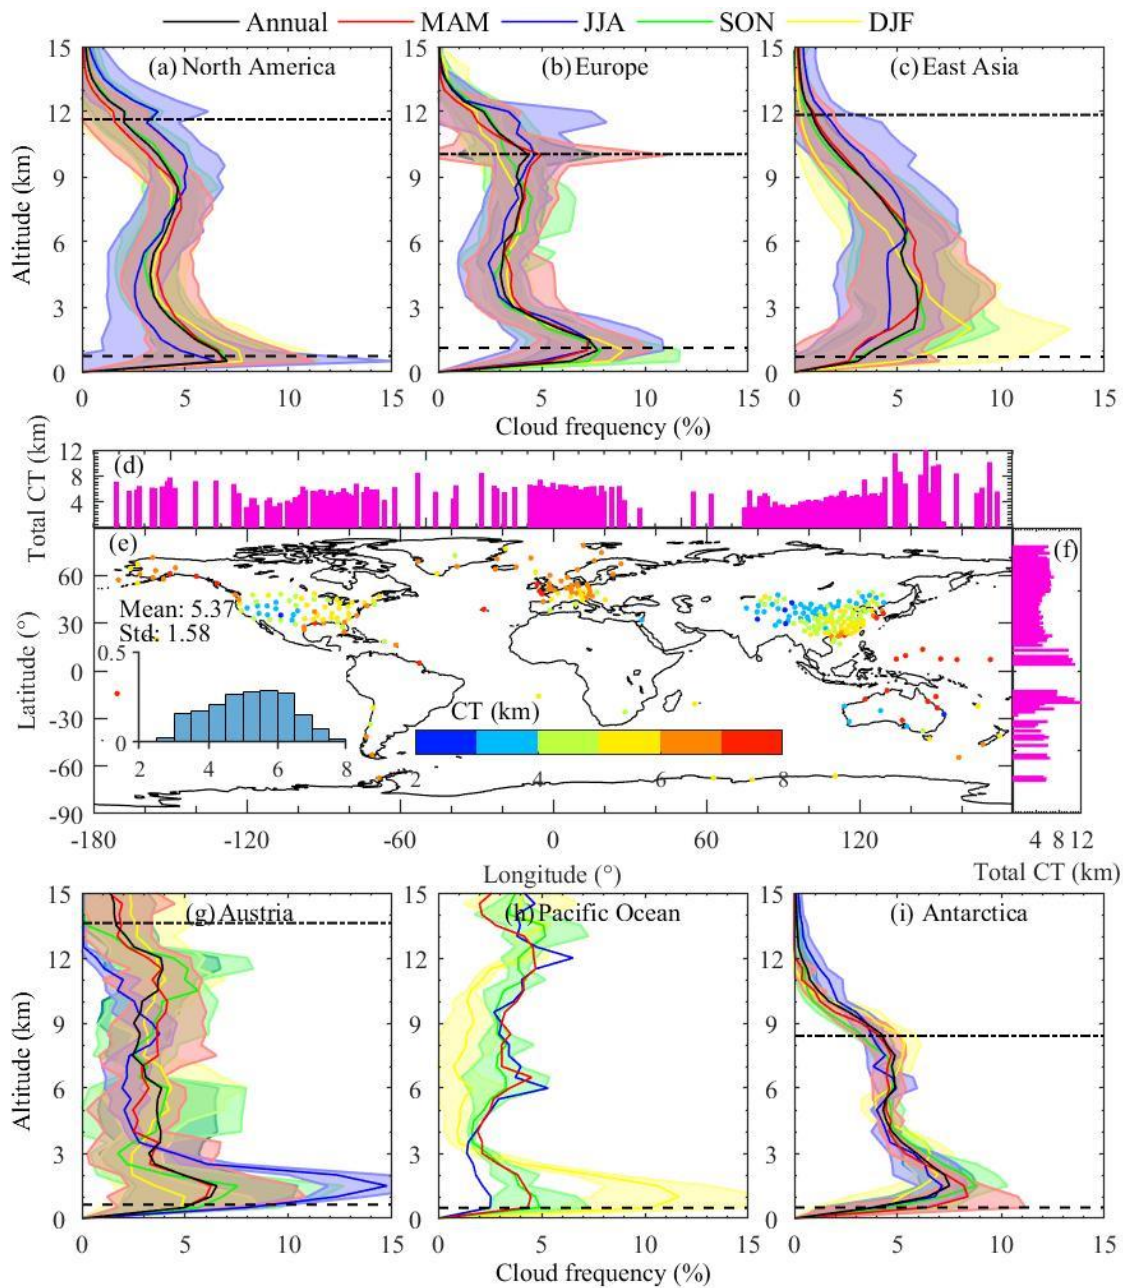 Annual MAM JJA SON DJF
15 15 15
(a) North America (b) Europe (c) East Asia
12 12 12
9 9 9
Altitude (km)
6 6 6
3 3 3
0 0 0
0 5 10 15 0 5 10 15 0 5 10 15
Cloud frequency (%) Cloud frequency (%)
Total CT (km)
12
8
4
(d)
(e) (f)
60
Mean: 5.37
Std: 1.58
30
0.5
Latitude (°)
0
CT (km)
-30
0
2 4 6 8
2 4 6 8
-60
-90
-180 -120 -60 0 60 120 4 8 12
Longitude (°) Total CT (km)
15 15 15
(g) Austria (h) Pacific Ocean (i) Antarctica
12 12 12
9 9 9
Altitude (km)
6 6 6
3 3 3
0 0 0
0 5 10 15 0 5 10 15 0 5 10 15
Cloud frequency (%) Cloud frequency (%)